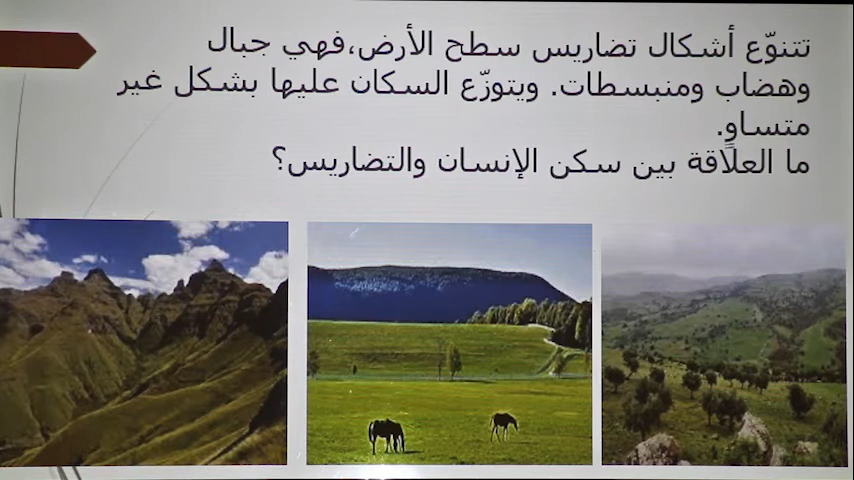 تتنوّع أشكال تضاريس سطح الأرض،فهي جبال
وهضاب ومنبسطات. ويتوزّع السكان عليها بشكل غير
متساوٍ.
ما العلاقة بين سكن الإنسان والتضاريس؟